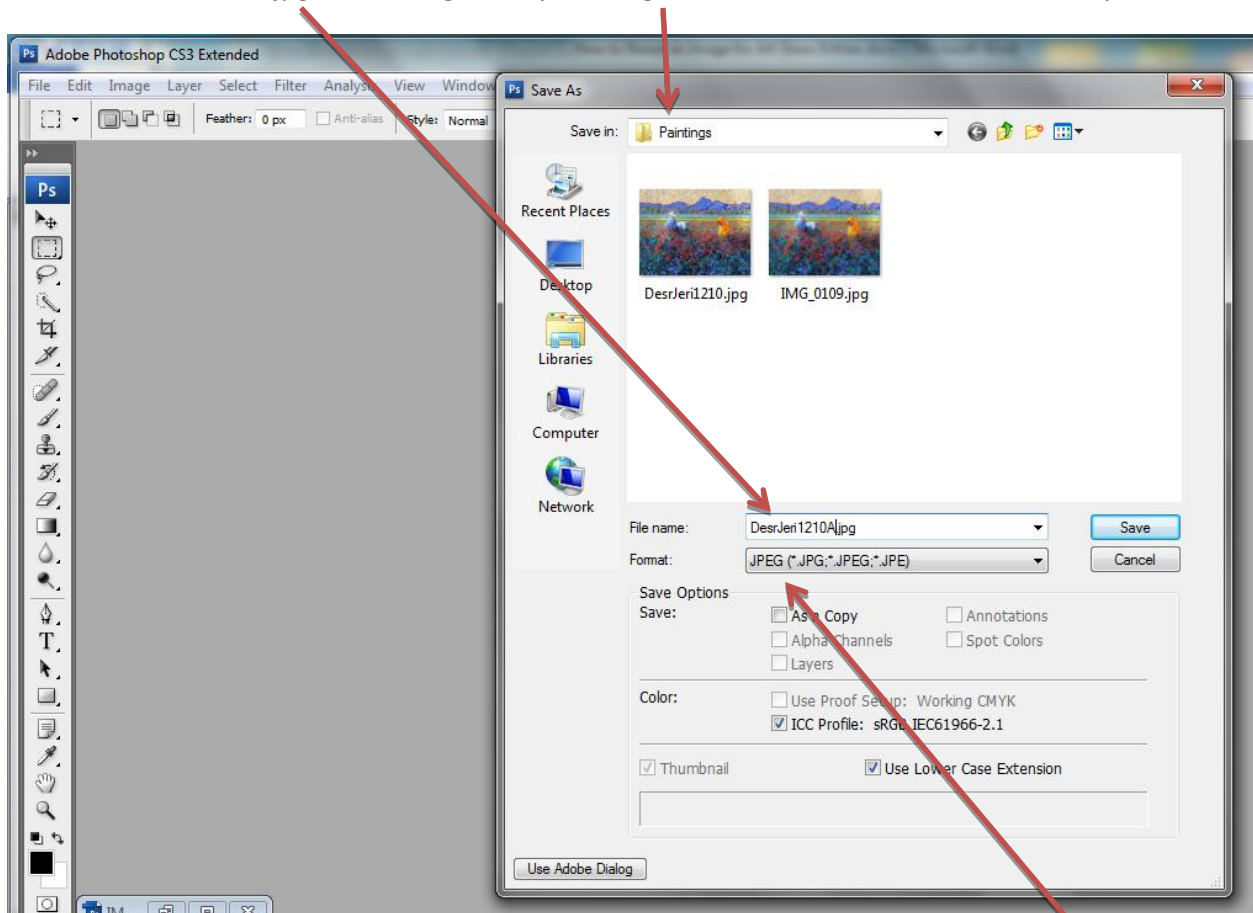 Adobe Photoshop CS3 Extended
File Edit Image Layer Select Filter Analysis View Window
Feather: 0 px Anti-alias Style: Normal
Ps
Save As
Save in: Paintings
Recent Places
Desktop
Libraries
Computer
Network
DesrJeri1210.jpg IMG_0109.jpg
File name: DesrJeri1210A.jpg Save
Format: JPEG (*.JPG;*.JPEG;*.JPE) Cancel
Save Options
Save: As a Copy Annotations
Alpha Channels Spot Colors
Layers
Color: Use Proof Setup: Working CMYK
ICC Profile: sRGB IEC61966-2.1
Thumbnail Use Lower Case Extension
Use Adobe Dialog